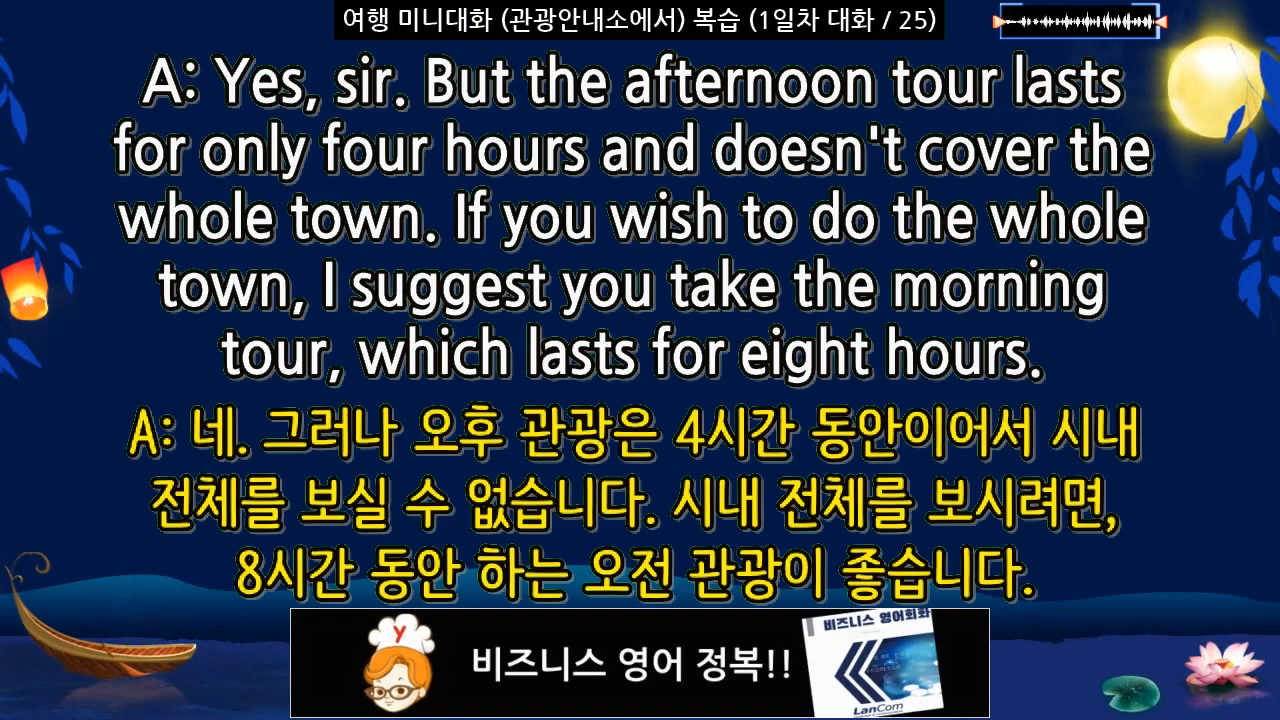 여행 미니대화 (관광안내소에서) 복습 (1일차 대화 / 25)
A: Yes, sir. But the afternoon tour lasts
for only four hours and doesn't cover the
whole town. If you wish to do the whole
town, I suggest you take the morning
tour, which lasts for eight hours.
A: 네. 그러나 오후 관광은 4시간 동안이어서 시내
전체를 보실 수 없습니다. 시내 전체를 보시려면,
8시간 동안 하는 오전 관광이 좋습니다.
Y
비즈니스 영어 정복!!
비즈니스 영어회화
LanCom